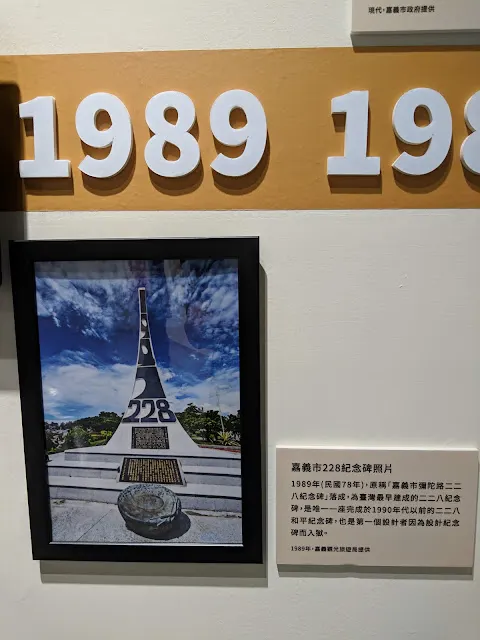 現代，嘉義市政府提供
1989 198
228
嘉義市228紀念碑照片
1989年(民國78年)，原稱『嘉義市彌陀路二二
八紀念碑』落成，為臺灣最早建成的二二八紀念
碑，是唯一一座完成於1990年代以前的二二八
和平紀念碑，也是第一個設計者因為設計紀念
碑而入獄。
1989年，嘉義觀光旅遊局提供